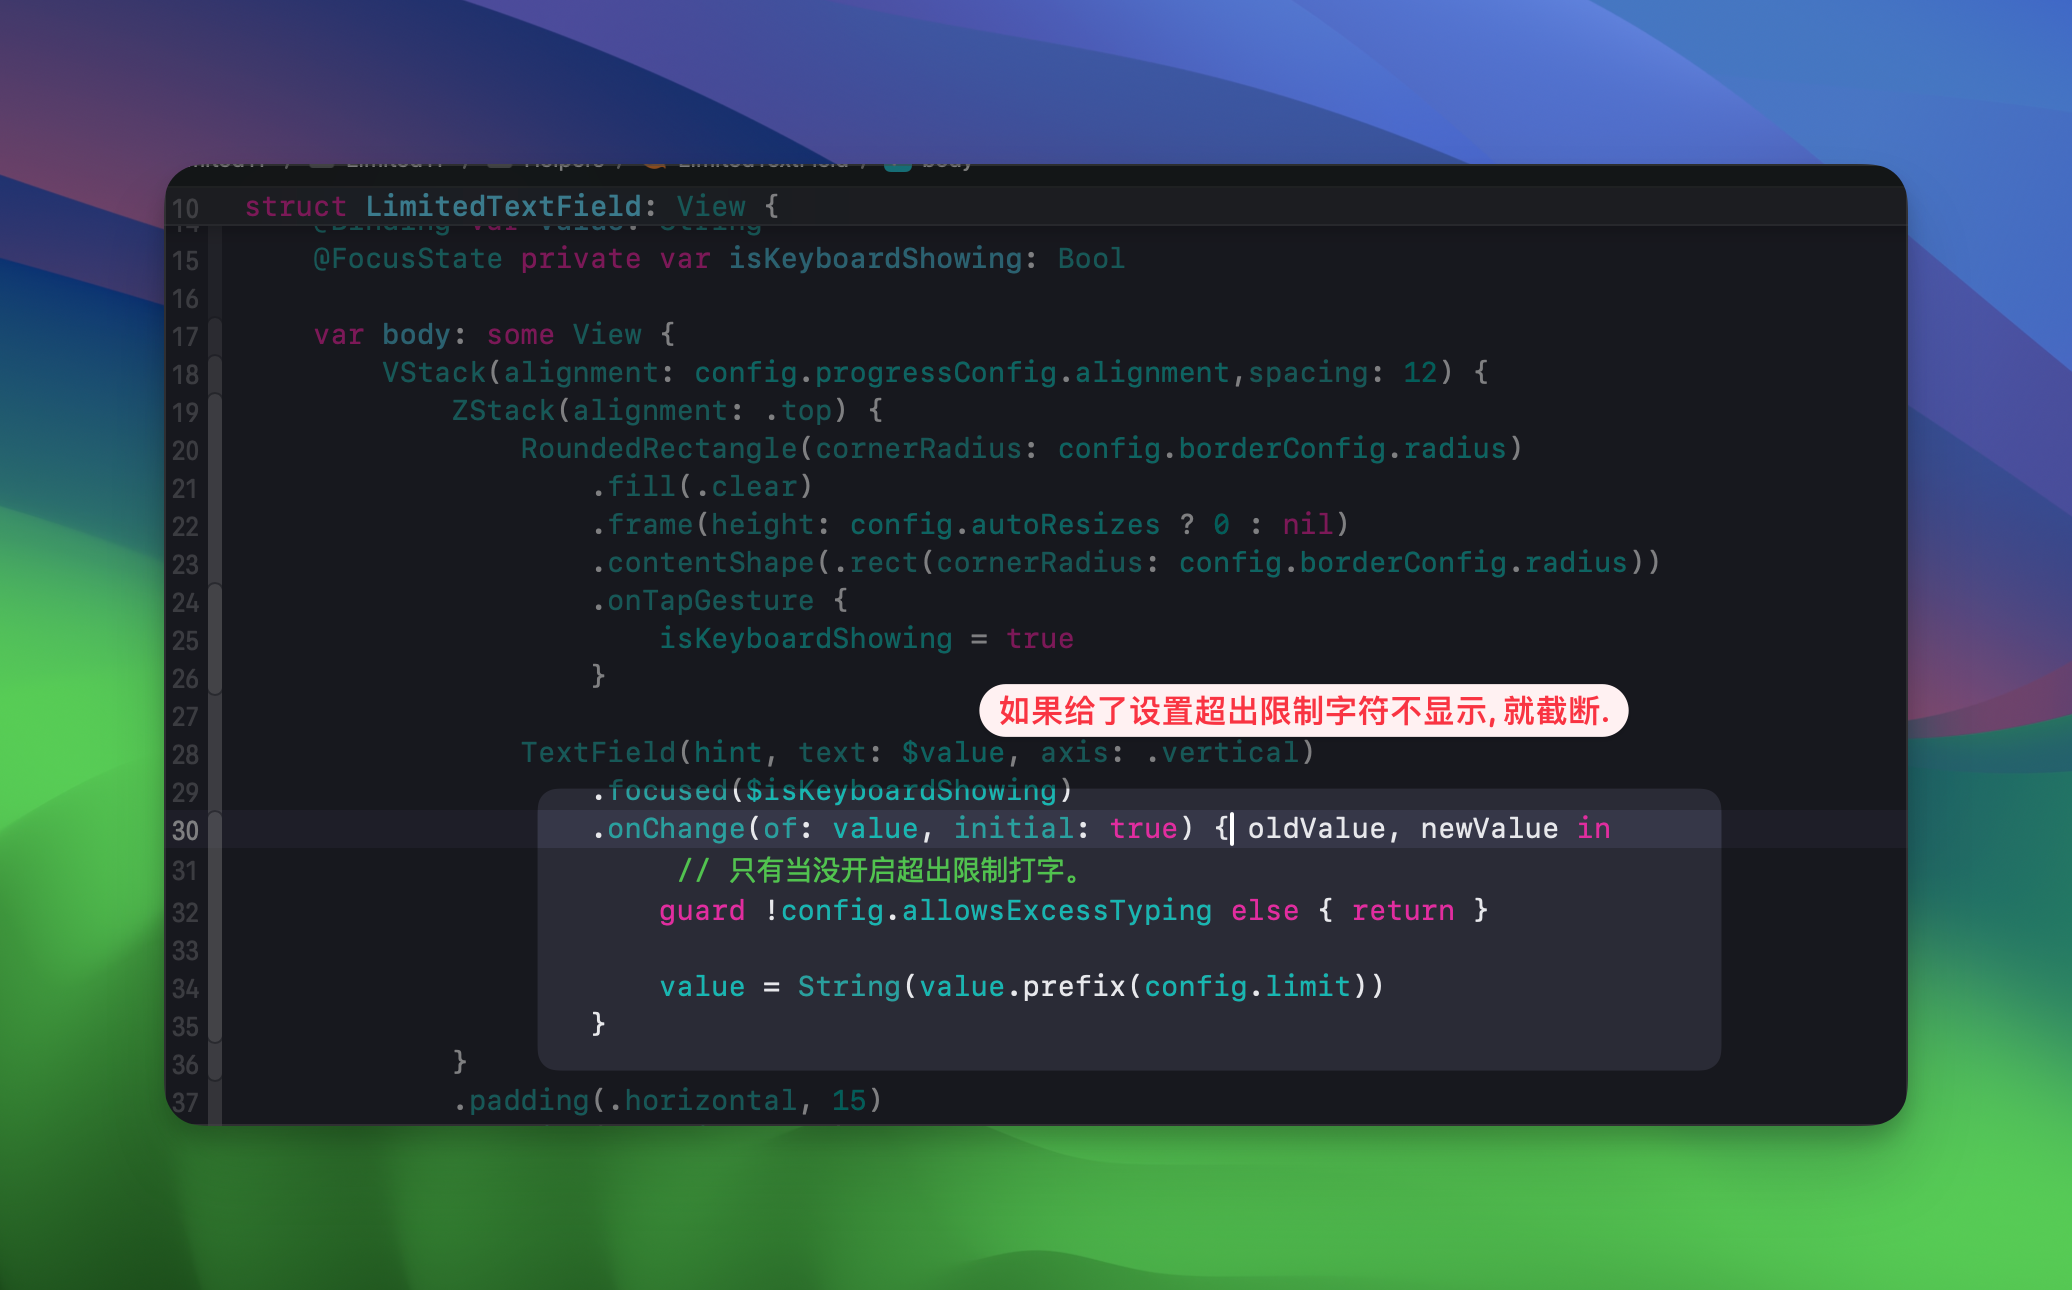 LimitedTF / LimitedTF / Helpers / LimitedTextField / body
10 struct LimitedTextField: View {
14 @Binding var value: String
15 @FocusState private var isKeyboardShowing: Bool
16
17 var body: some View {
18 VStack(alignment: config.progressConfig.alignment,spacing: 12) {
19 ZStack(alignment: .top) {
20 RoundedRectangle(cornerRadius: config.borderConfig.radius)
21 .fill(.clear)
22 .frame(height: config.autoResizes ? 0 : nil)
23 .contentShape(.rect(cornerRadius: config.borderConfig.radius))
24 .onTapGesture {
25 isKeyboardShowing = true
26 }
如果给了设置超出限制字符不显示,就截断.
27
28 TextField(hint, text: $value, axis: .vertical)
29 .focused($isKeyboardShowing)
30 .onChange(of: value, initial: true) { oldValue, newValue in
31 // 只有当没开启超出限制打字。
32 guard !config.allowsExcessTyping else { return }
33
34 value = String(value.prefix(config.limit))
35 }
36 }
37 .padding(.horizontal, 15)